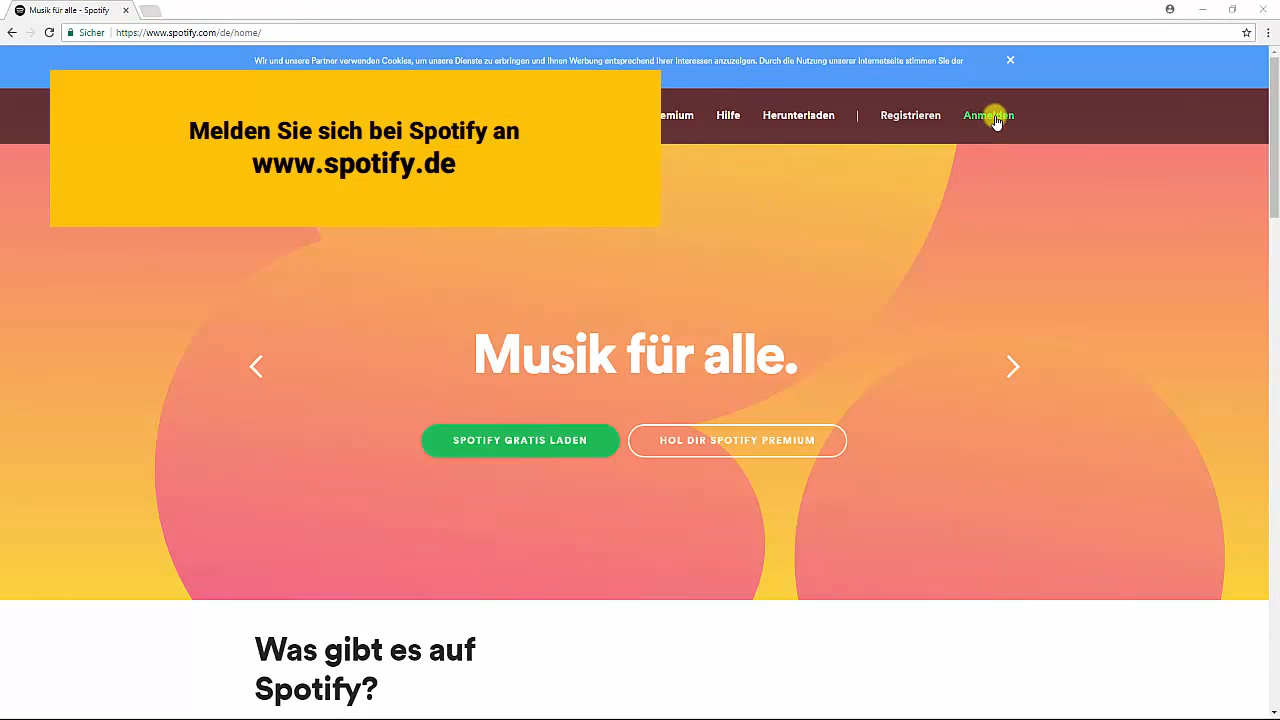 Musik für alle - Spotify
Sicher
https://www.spotify.com/de/home/
Wir und unsere Partner verwenden Cookies, um unsere Dienste zu erbringen und Ihnen Werbung entsprechend Ihrer Interessen anzuzeigen. Durch die Nutzung unserer Internetseite stimmen Sie der
Melden Sie sich bei Spotify an
www.spotify.de
emium
Hilfe
Herunterladen
|
Registrieren
Anmelden
Musik für alle.
SPOTIFY GRATIS LADEN
HOL DIR SPOTIFY PREMIUM
Was gibt es auf
Spotify?